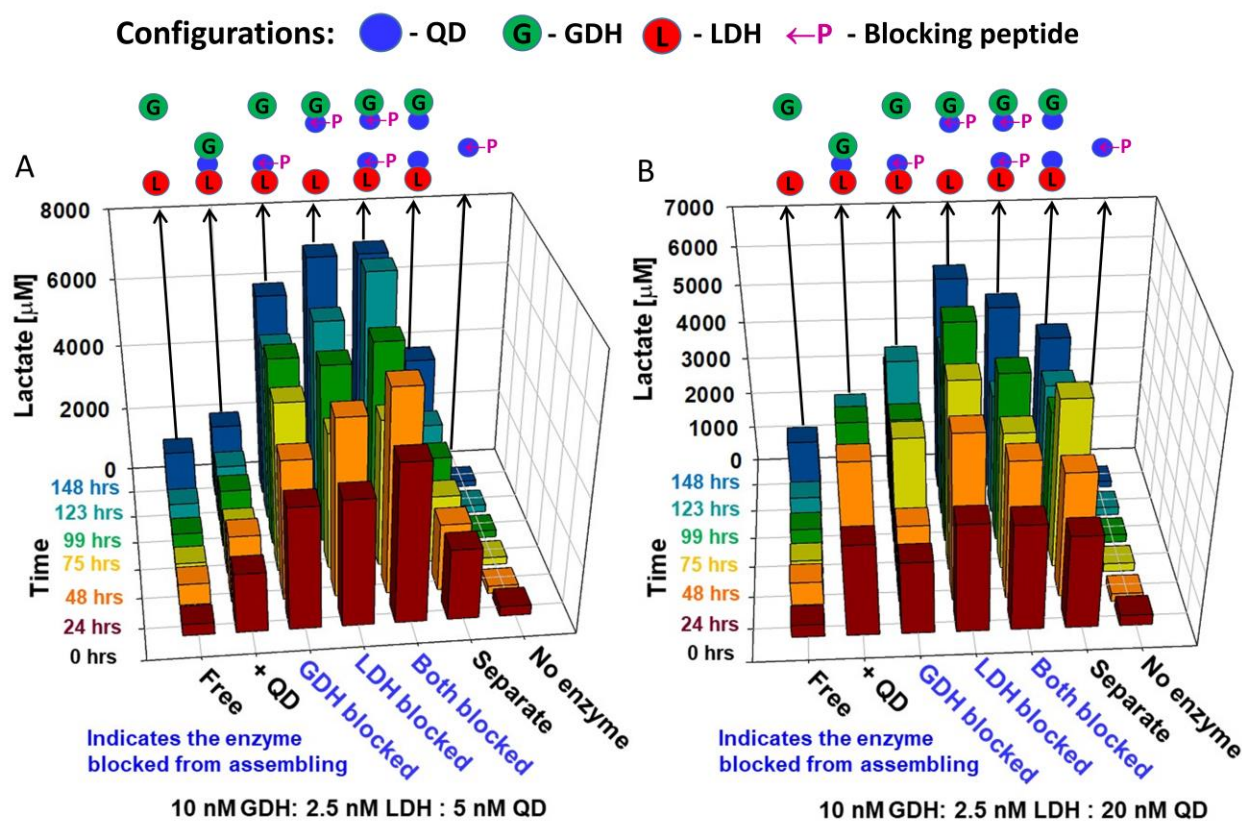 Configurations: - QD G - GDH L - LDH ←P - Blocking peptide
G G G G G
G
←P ←P
←P ←P ←P
L L L L L L
A
8000
6000
4000
2000
0
Lactate [µM]
148 hrs
123 hrs
99 hrs
75 hrs
48 hrs
24 hrs
0 hrs
Time
Free
+ QD
GDH blocked
LDH blocked
Both blocked
Separate
No enzyme
Indicates the enzyme
blocked from assembling
10 nM GDH: 2.5 nM LDH : 5 nM QD
G G G G G
G
←P ←P
←P ←P ←P
L L L L L L
B
7000
6000
5000
4000
3000
2000
1000
0
Lactate [µM]
148 hrs
123 hrs
99 hrs
75 hrs
48 hrs
24 hrs
0 hrs
Time
Free
+ QD
GDH blocked
LDH blocked
Both blocked
Separate
No enzyme
Indicates the enzyme
blocked from assembling
10 nM GDH: 2.5 nM LDH : 20 nM QD